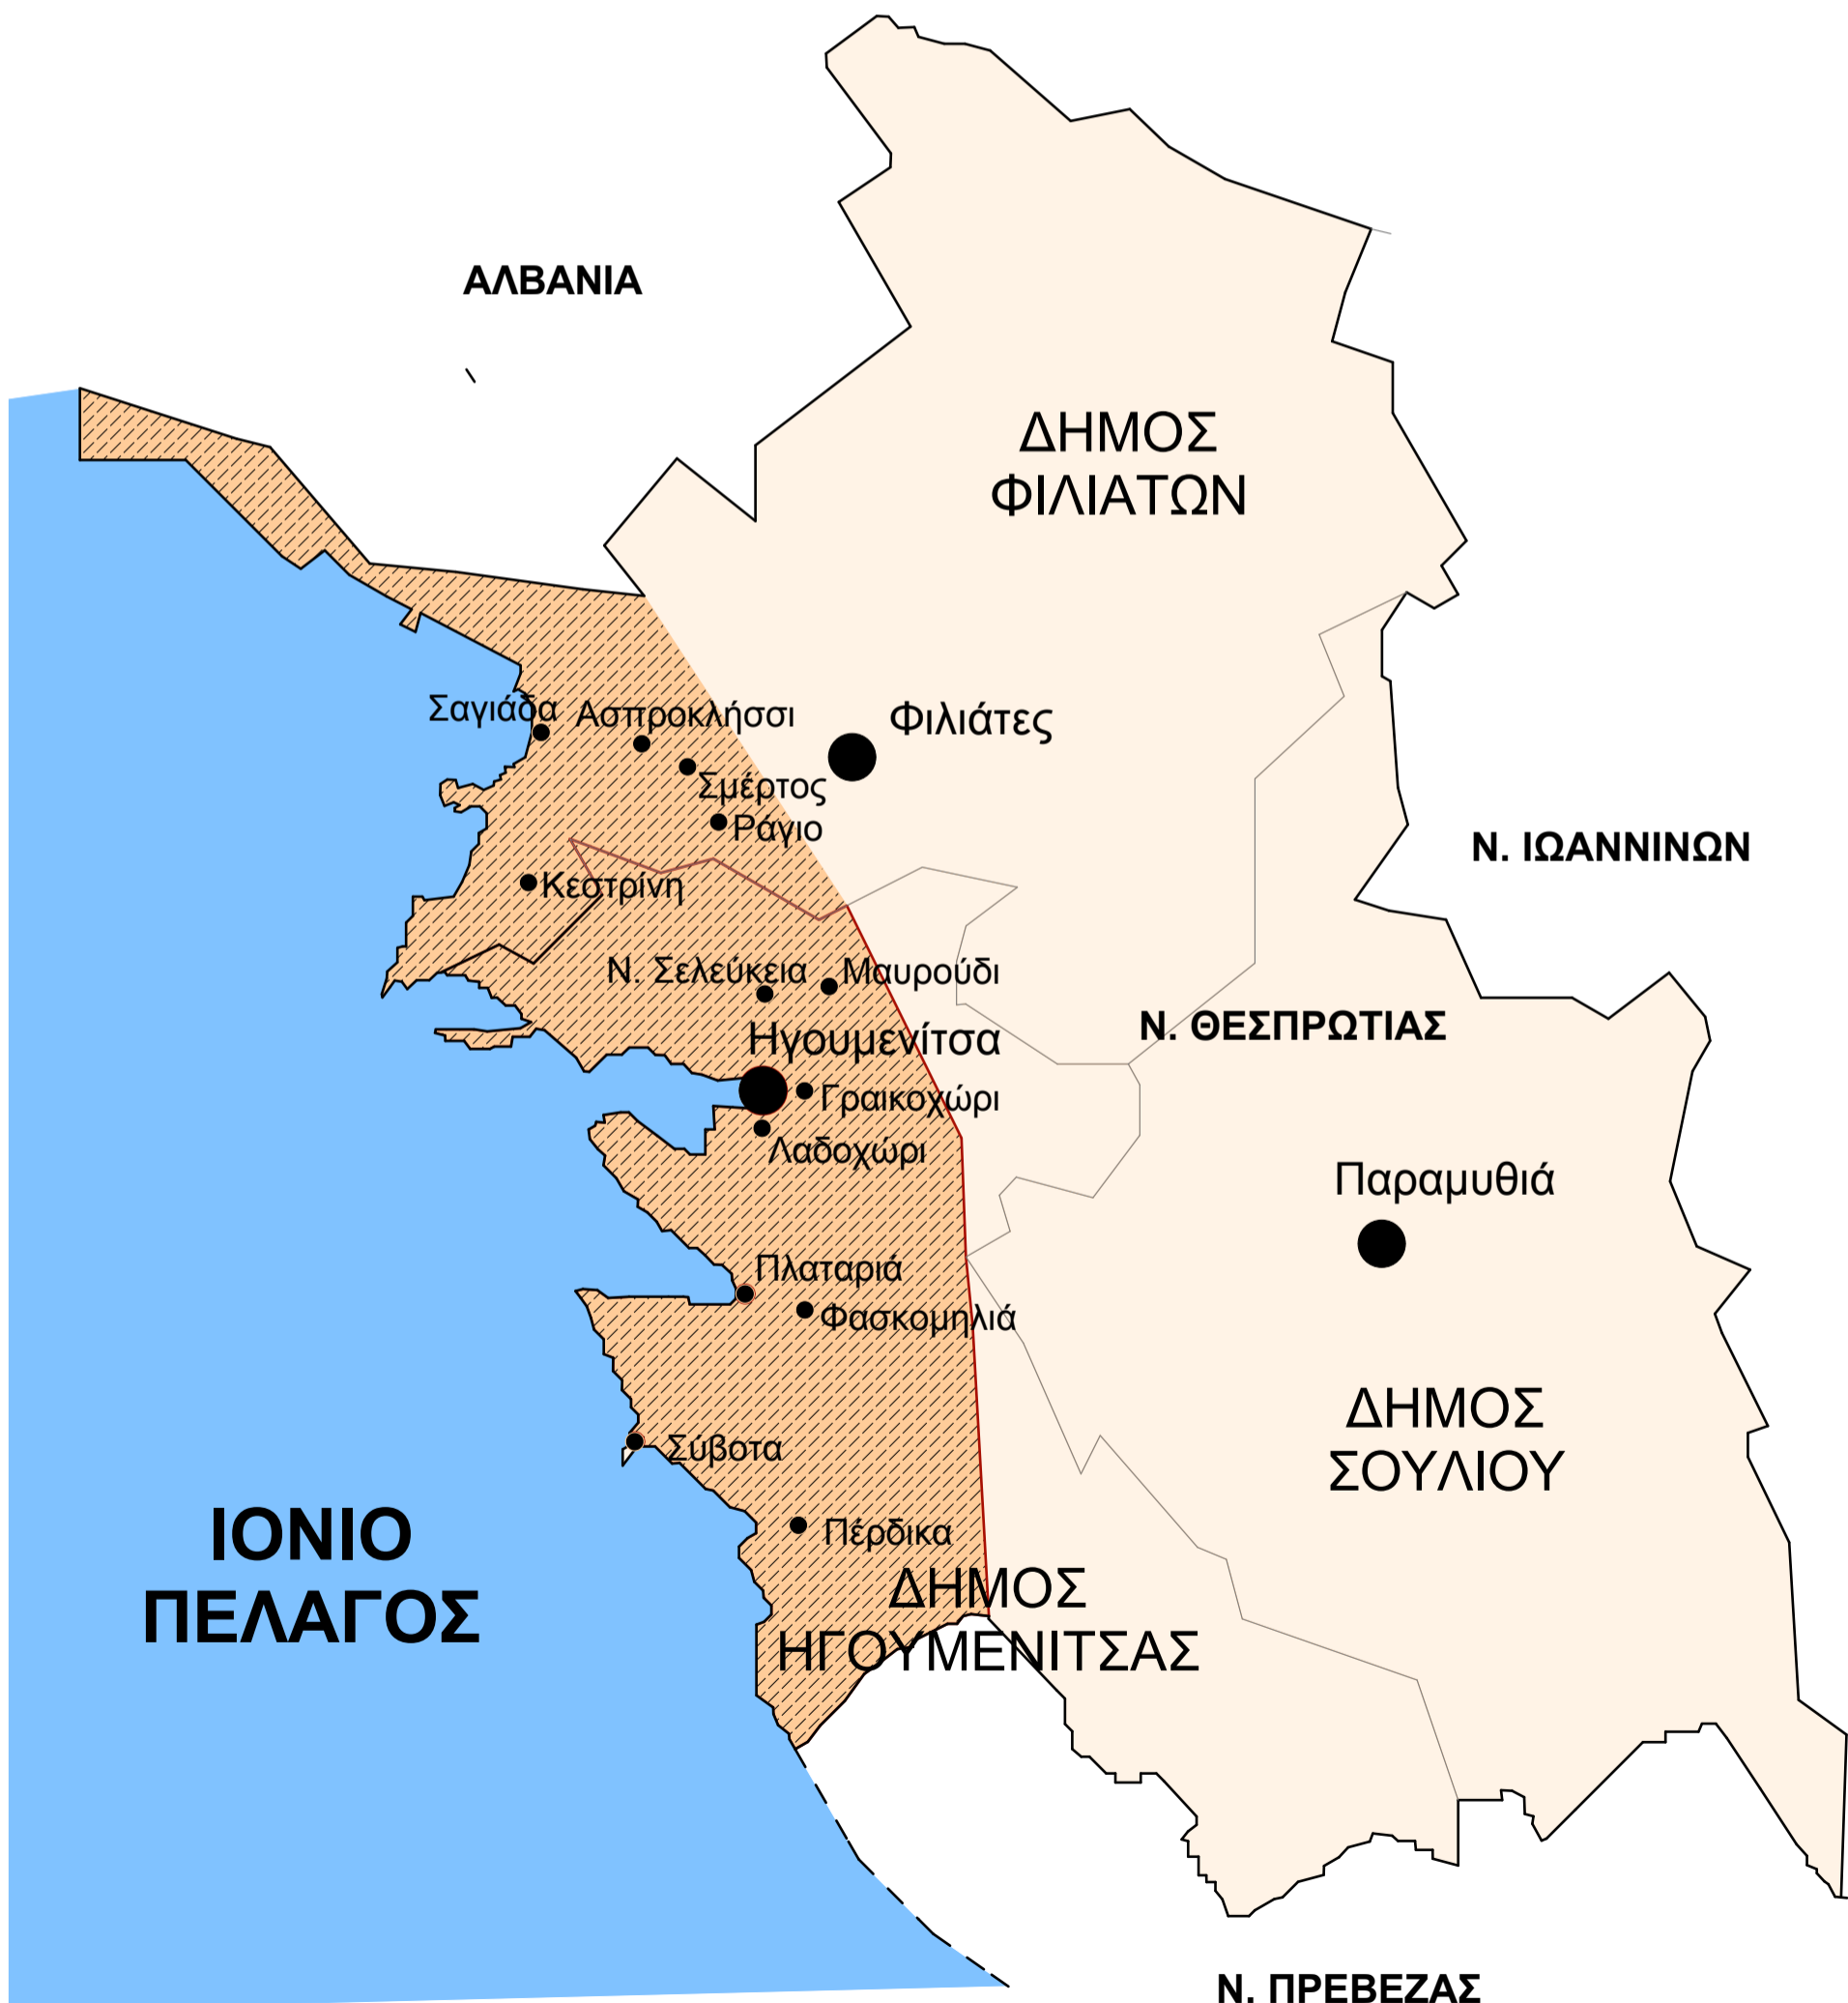 ΑΛΒΑΝΙΑ
ΔΗΜΟΣ
ΦΙΛΙΑΤΩΝ
Σαγιάδα
Ασπροκλήσσι
Φιλιάτες
Σμέρτος
Ράγιο
Ν. ΙΩΑΝΝΙΝΩΝ
Κεστρίνη
Ν. Σελεύκεια
Μαυρούδι
Ν. ΘΕΣΠΡΩΤΙΑΣ
Ηγουμενίτσα
Γραικοχώρι
Λαδοχώρι
Παραμυθιά
Πλαταριά
Φασκομηλιά
ΔΗΜΟΣ
ΣΟΥΛΙΟΥ
Σύβοτα
ΙΟΝΙΟ
ΠΕΛΑΓΟΣ
Πέρδικα
ΔΗΜΟΣ
ΗΓΟΥΜΕΝΙΤΣΑΣ
Ν. ΠΡΕΒΕΖΑΣ